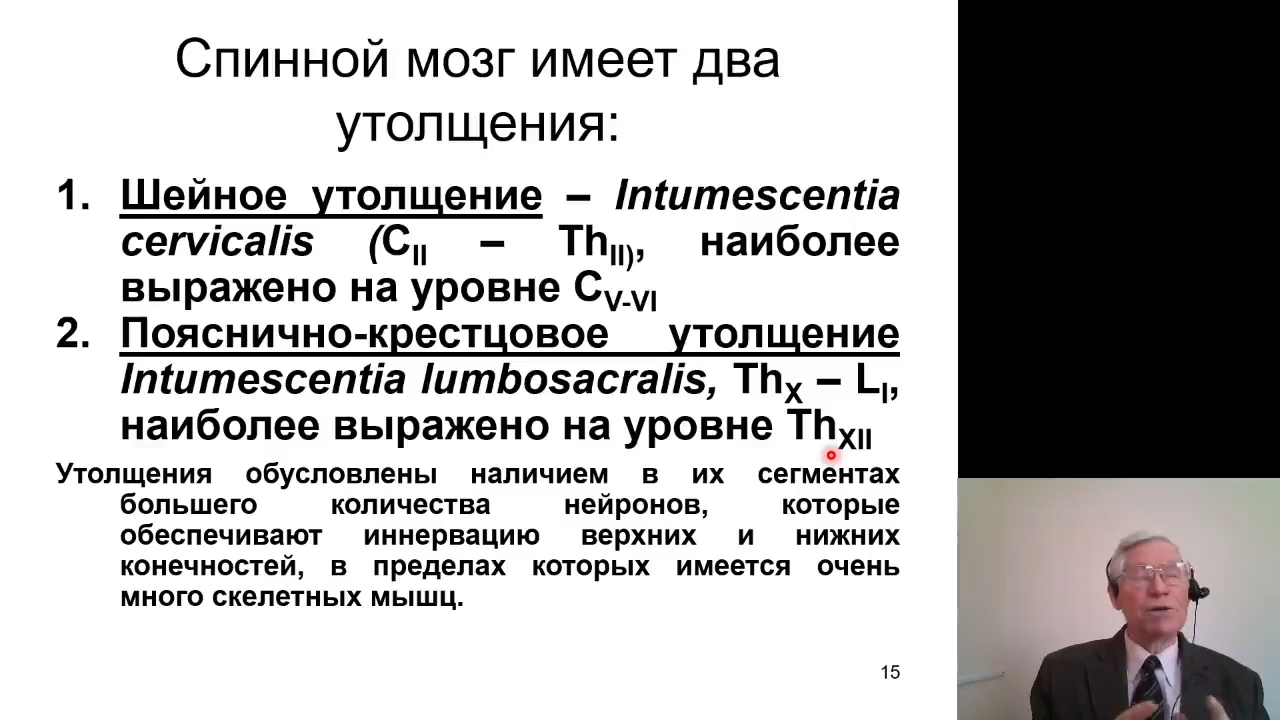 Спинной мозг имеет два
утолщения:
1. Шейное утолщение – Intumescentia
cervicalis (CII – ThII), наиболее
выражено на уровне CV-VI
2. Пояснично-крестцовое утолщение
Intumescentia lumbosacralis, ThX – LI,
наиболее выражено на уровне ThXII
Утолщения обусловлены наличием в их сегментах
большего количества нейронов, которые
обеспечивают иннервацию верхних и нижних
конечностей, в пределах которых имеется очень
много скелетных мышц.
15